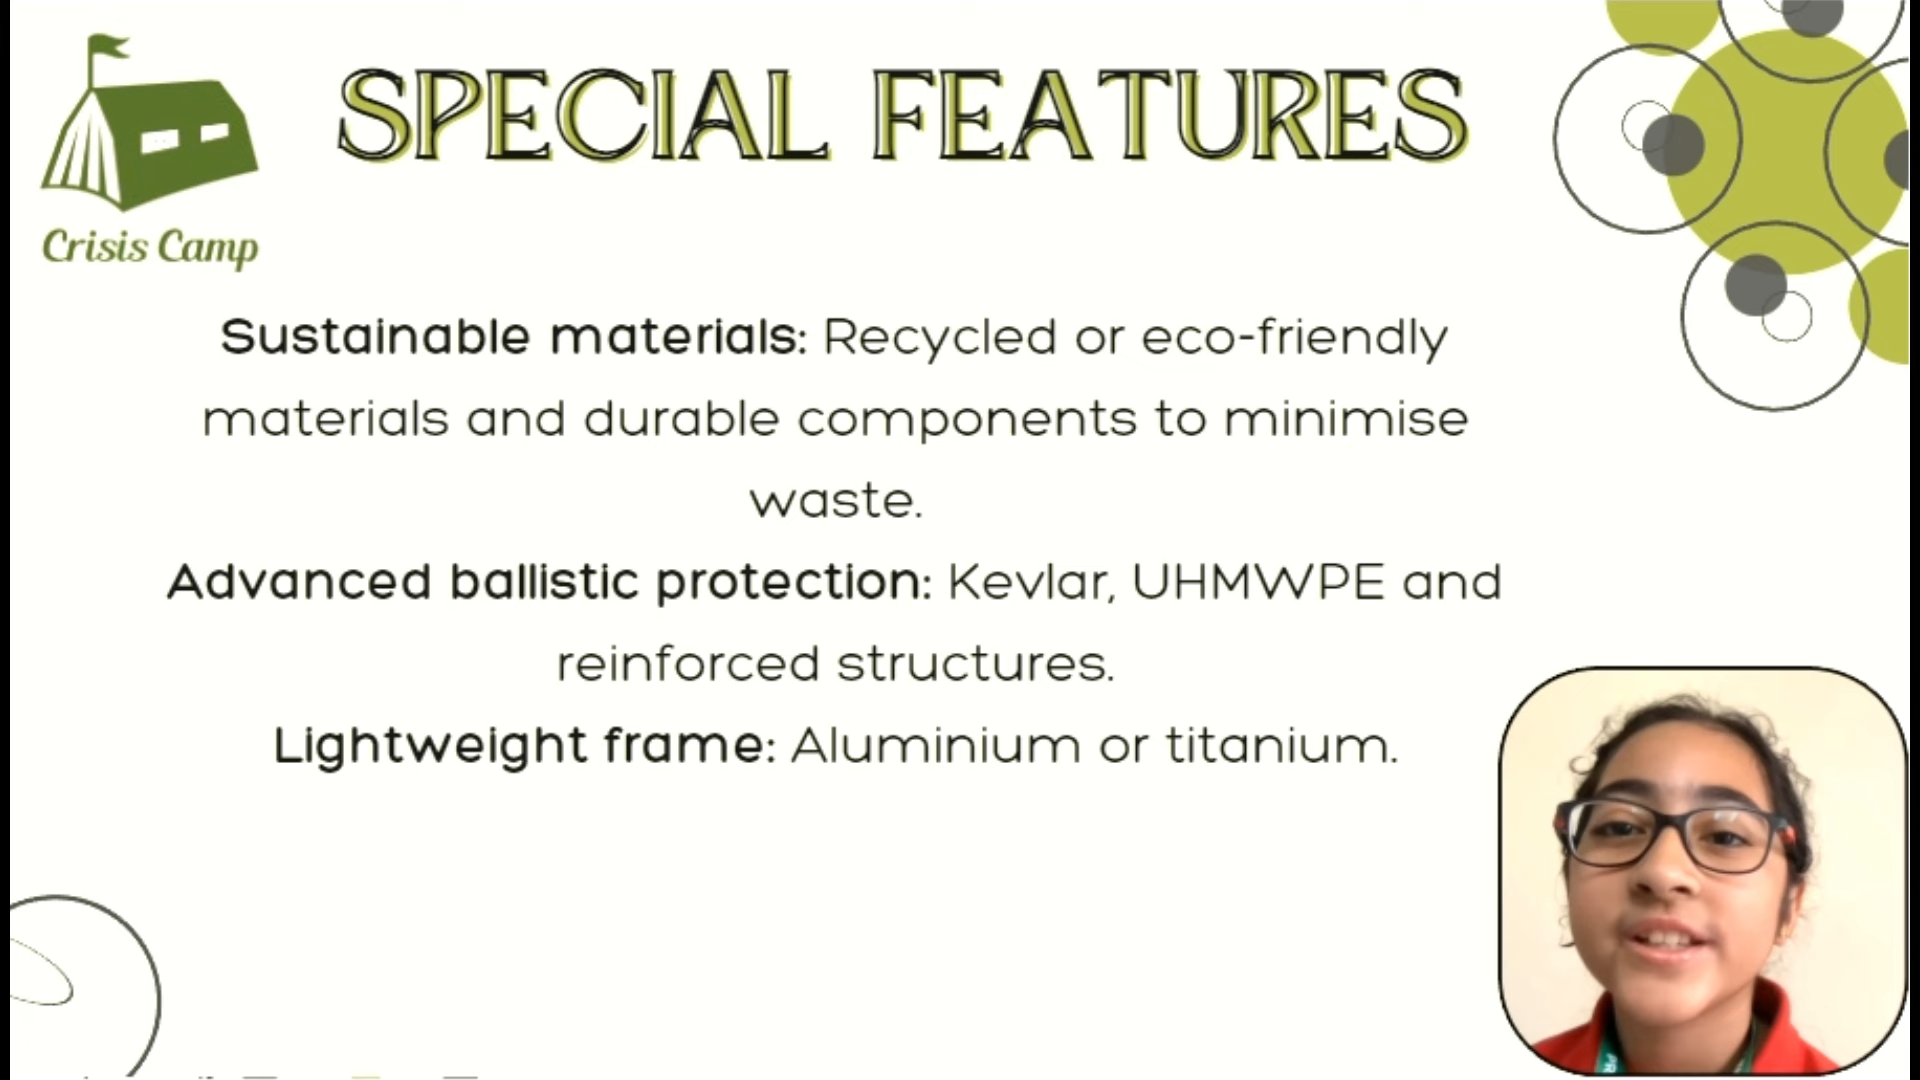 SPECIAL FEATURES
Crisis Camp
Sustainable materials: Recycled or eco-friendly
materials and durable components to minimise
waste.
Advanced ballistic protection: Kevlar, UHMWPE and
reinforced structures.
Lightweight frame: Aluminium or titanium.